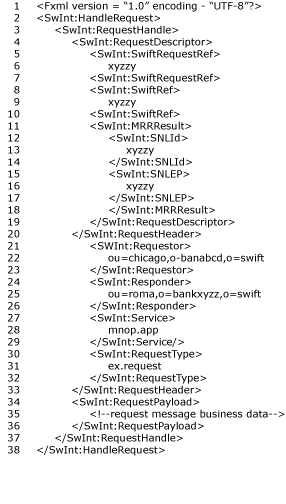 1 <Fxml version = “1.0” encoding - “UTF-8”?>
2 <SwInt:HandleRequest>
3 <SwInt:RequestHandle>
4 <SwInt:RequestDescriptor>
5 <SwInt:SwiftRequestRef>
6 xyzzy
7 <SwInt:SwiftRequestRef>
8 <SwInt:SwiftRef>
9 xyzzy
10 <SwInt:SwiftRef>
11 <SwInt:MRRResult>
12 <SwInt:SNLId>
13 xyzzy
14 </SwInt:SNLId>
15 <SwInt:SNLEP>
16 xyzzy
17 </SwInt:SNLEP>
18 </SwInt:MRRResult>
19 </SwInt:RequestDescriptor>
20 </SwInt:RequestHeader>
21 <SWInt:Requestor>
22 ou=chicago,o-banabcd,o=swift
23 </SwInt:Requestor>
24 <SwInt:Responder>
25 ou=roma,o=bankxyzz,o=swift
26 </SwInt:Responder>
27 <SwInt:Service>
28 mnop.app
29 </SwInt:Service/>
30 <SwInt:RequestType>
31 ex.request
32 </SwInt:RequestType>
33 </SwInt:RequestHeader>
34 <SwInt:RequestPayload>
35 <!--request message business data-->
36 </SwInt:RequestPayload>
37 </SwInt:RequestHandle>
38 </SwInt:HandleRequest>